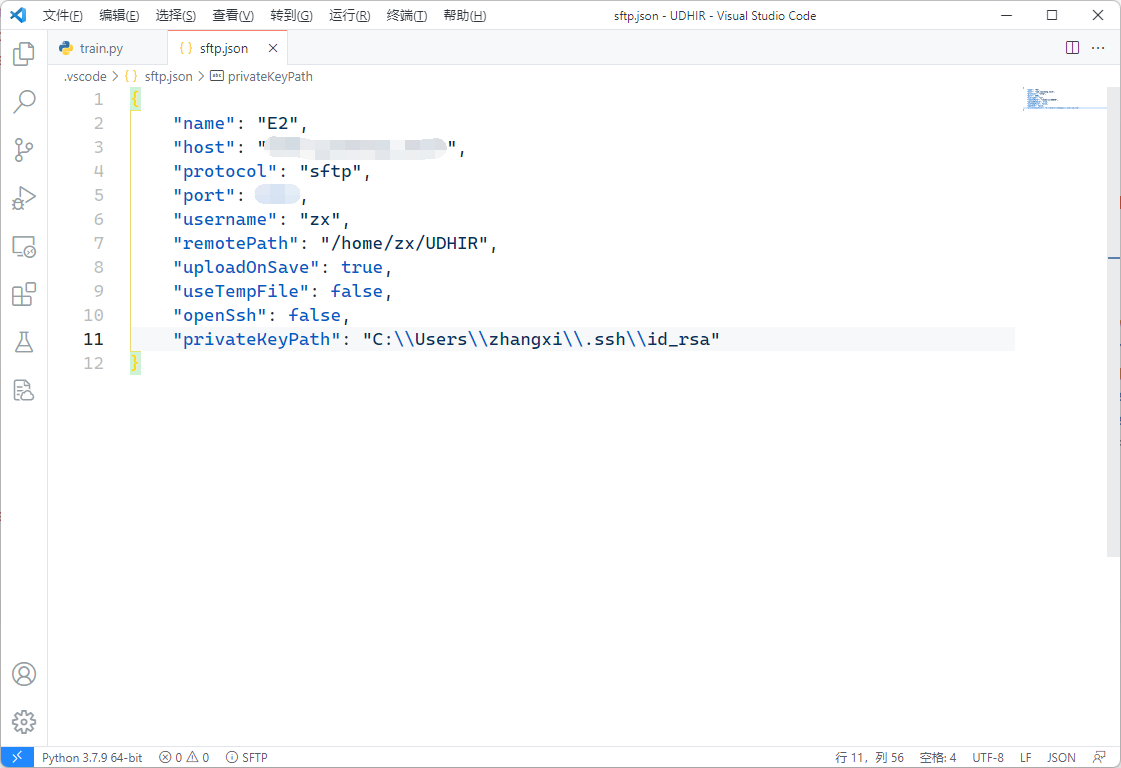 文件(F) 编辑(E) 选择(S) 查看(V) 转到(G) 运行(R) 终端(T) 帮助(H) sftp.json - UDHIR - Visual Studio Code
train.py { } sftp.json
.vscode > { } sftp.json > abc privateKeyPath
1 {
2 "name": "E2",
3 "host": "",
4 "protocol": "sftp",
5 "port": ,
6 "username": "zx",
7 "remotePath": "/home/zx/UDHIR",
8 "uploadOnSave": true,
9 "useTempFile": false,
10 "openSsh": false,
11 "privateKeyPath": "C:\\Users\\zhangxi\\.ssh\\id_rsa"
12 }
Python 3.7.9 64-bit 0 0 SFTP 行 11，列 56 空格: 4 UTF-8 LF JSON